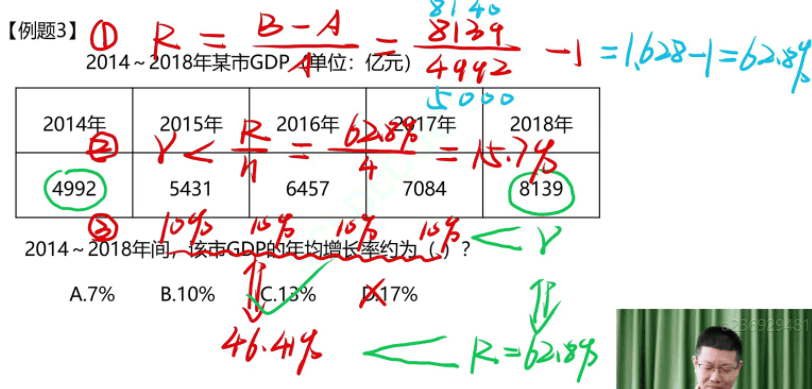 【例题3】 ① R = B-A/A = 8139/4992 -1 =1.628-1=62.8%
8140
2014～2018年某市GDP（单位：亿元）
5000
2014年 2015年 2016年 2017年 2018年
② r < R/n = 62.8%/4 = 15.7%
4992 5431 6457 7084 8139
③ 10% 10% 10% 10% < r
2014～2018年间，该市GDP的年均增长率约为（ ）？
A.7% B.10% C.13% D.17%
46.41% < R=62.8%